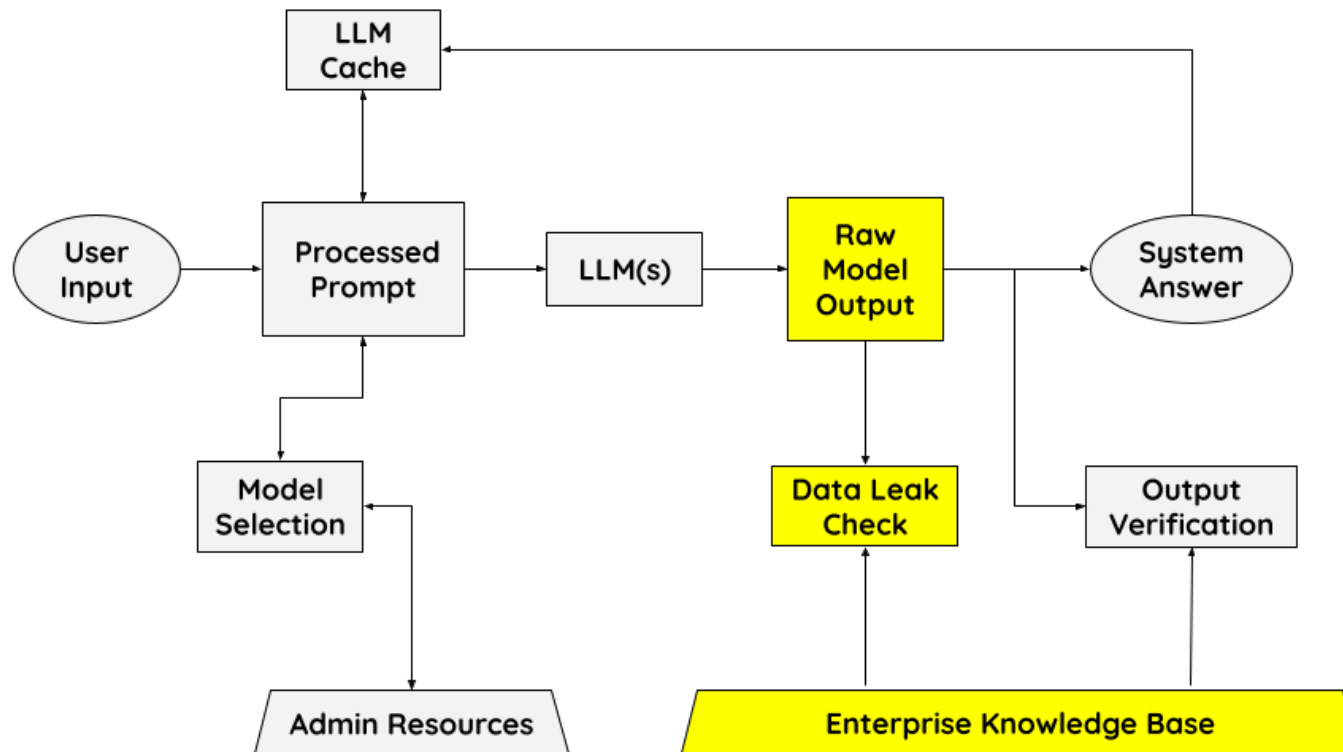 LLM
Cache
User
Input
Processed
Prompt
LLM(s)
Raw
Model
Output
System
Answer
Model
Selection
Data Leak
Check
Output
Verification
Admin Resources
Enterprise Knowledge Base